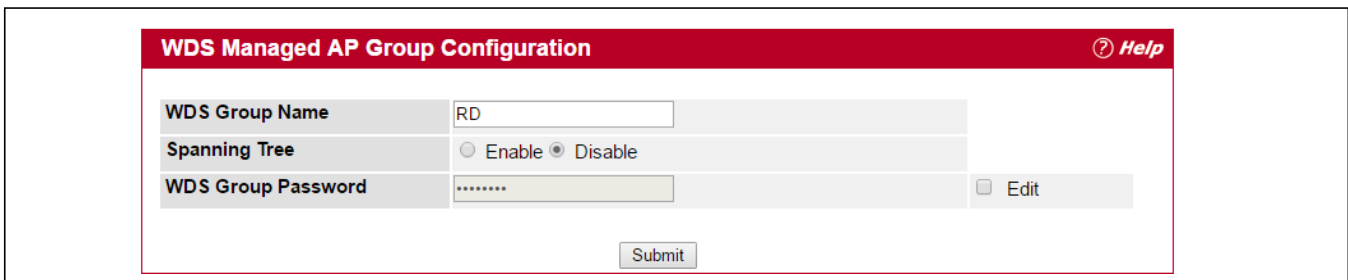 WDS Managed AP Group Configuration
? Help
WDS Group Name RD
Spanning Tree Enable Disable
WDS Group Password •••••••• Edit
Submit